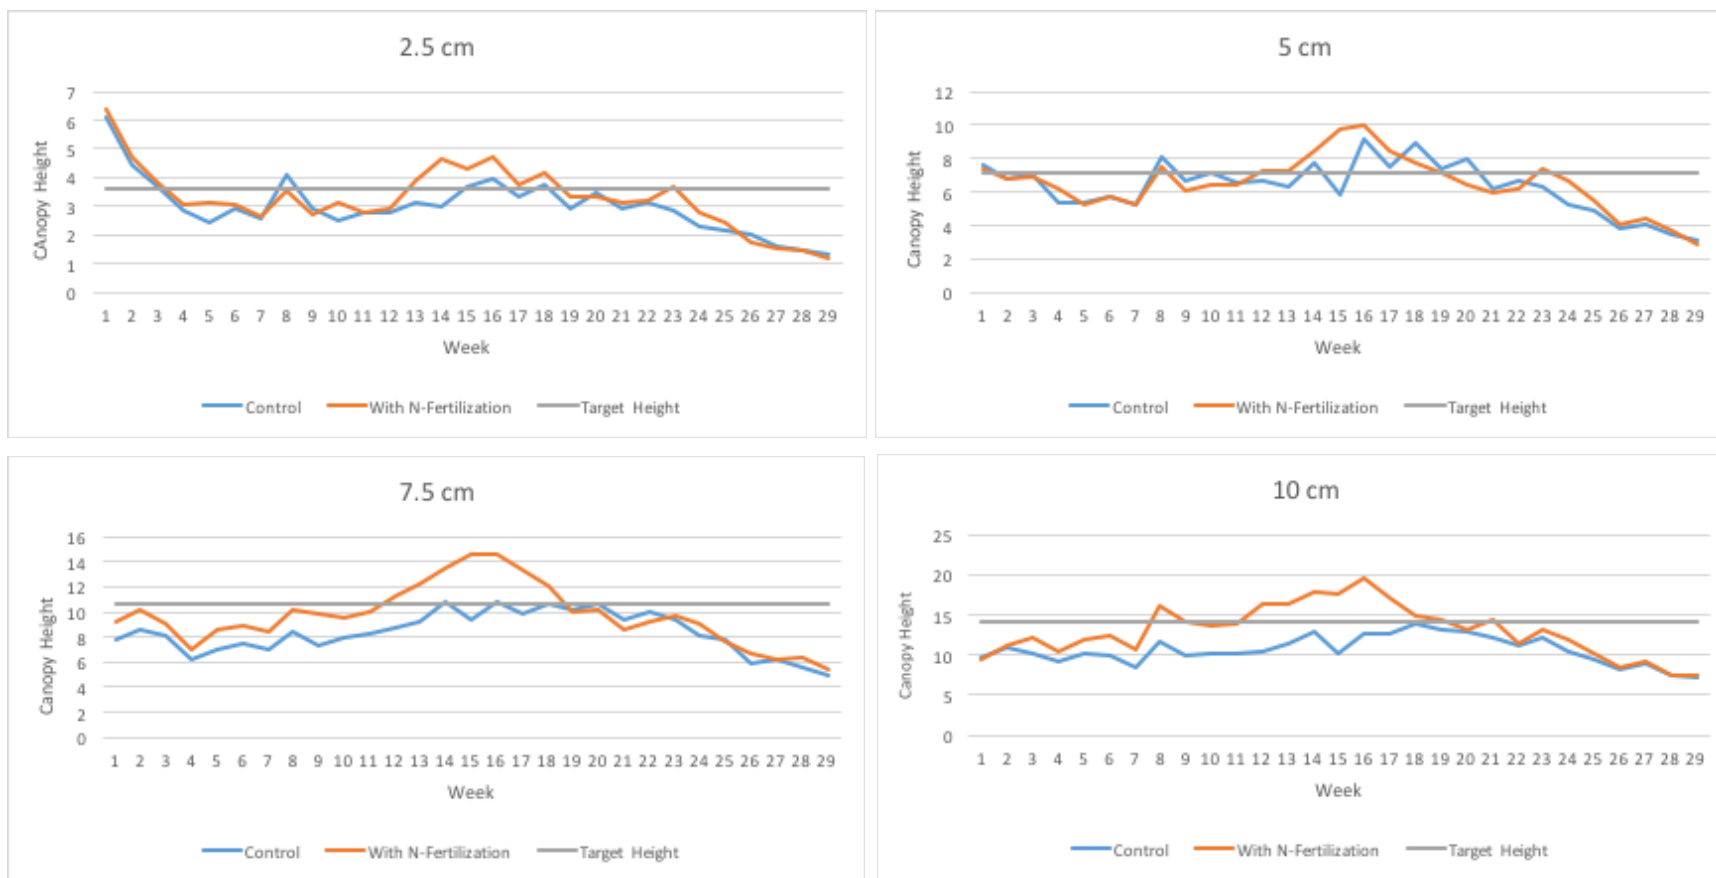 2.5 cm
7
6
5
4
3
2
1
0
CAnopy Height
1 2 3 4 5 6 7 8 9 10 11 12 13 14 15 16 17 18 19 20 21 22 23 24 25 26 27 28 29
Week
Control With N-Fertilization Target Height
5 cm
12
10
8
6
4
2
0
Canopy Height
1 2 3 4 5 6 7 8 9 10 11 12 13 14 15 16 17 18 19 20 21 22 23 24 25 26 27 28 29
Week
Control With N-Fertilization Target Height
7.5 cm
16
14
12
10
8
6
4
2
0
Canopy Height
1 2 3 4 5 6 7 8 9 10 11 12 13 14 15 16 17 18 19 20 21 22 23 24 25 26 27 28 29
Week
Control With N-Fertilization Target Height
10 cm
25
20
15
10
5
0
Canopy Height
1 2 3 4 5 6 7 8 9 10 11 12 13 14 15 16 17 18 19 20 21 22 23 24 25 26 27 28 29
Week
Control With N-Fertilization Target Height